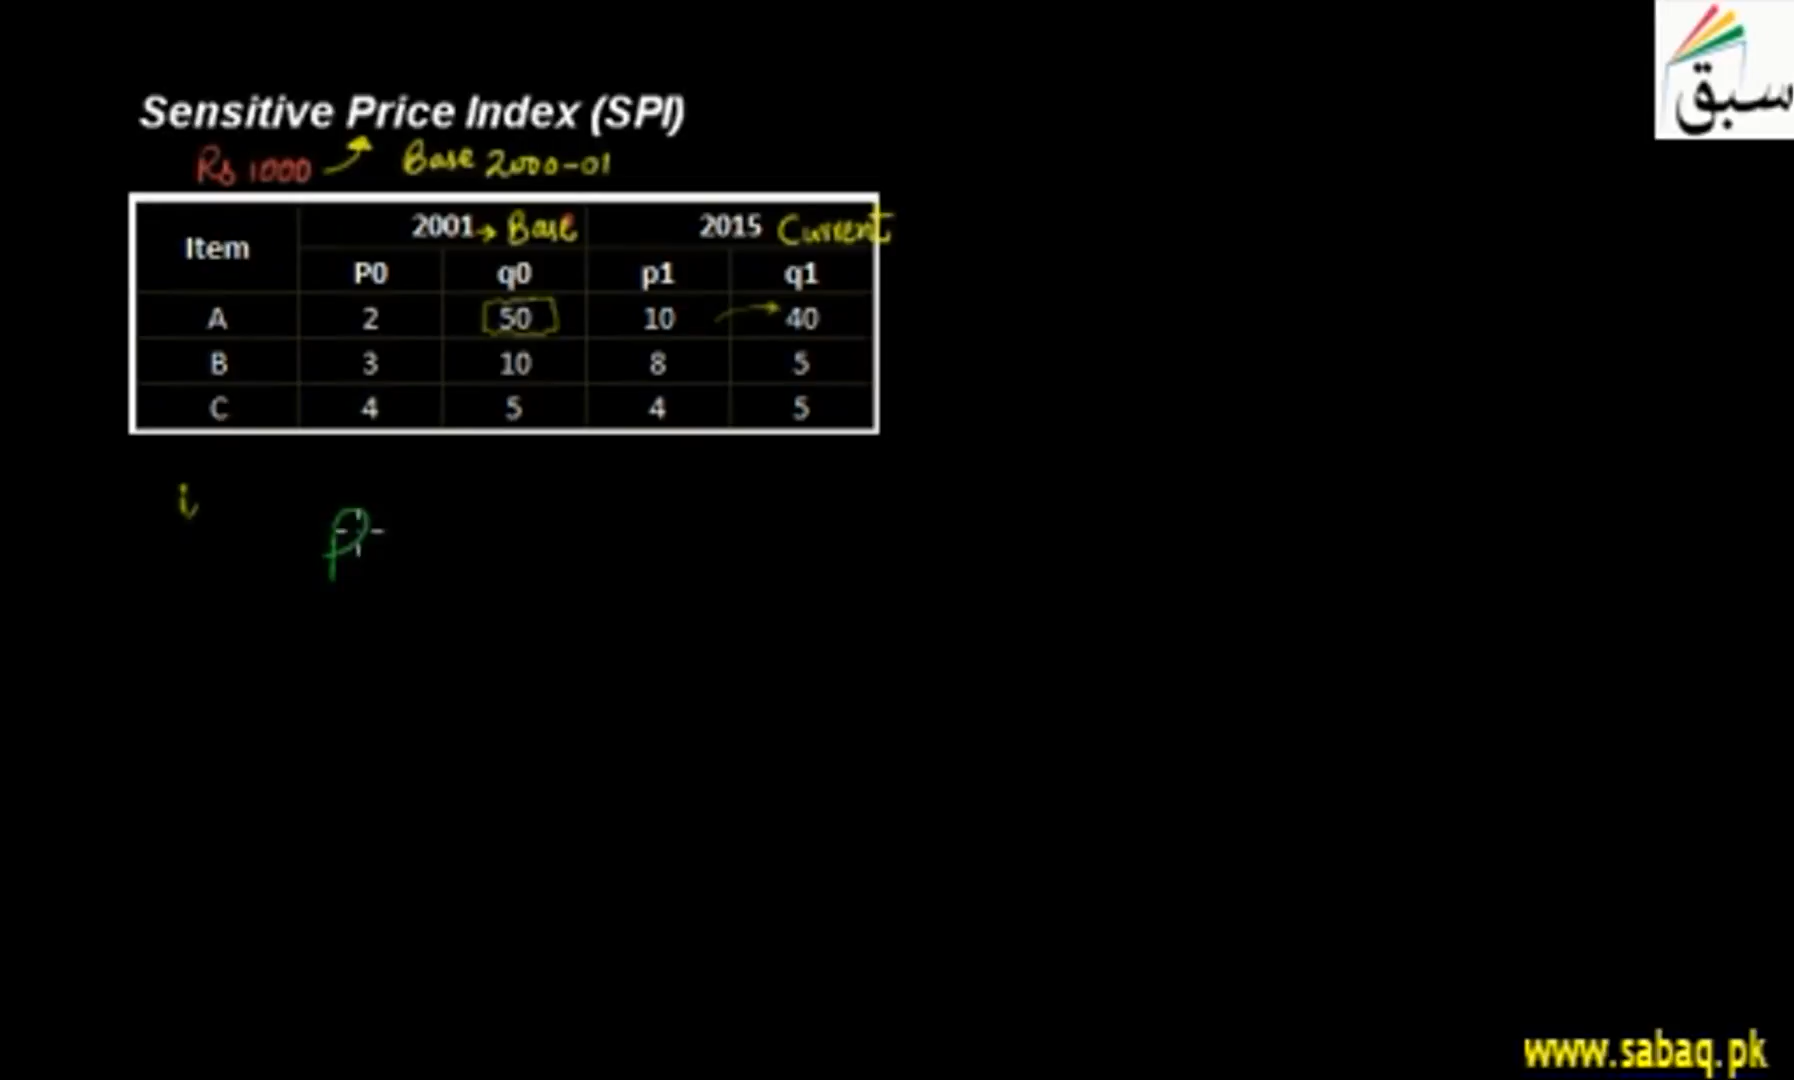 سبق
Sensitive Price Index (SPI)
Rs 1000 → Base 2000-01
Item 2001 → Base 2015 Current
P0 q0 p1 q1
A 2 50 10 → 40
B 3 10 8 5
C 4 5 4 5
i
P
www.sabaq.pk